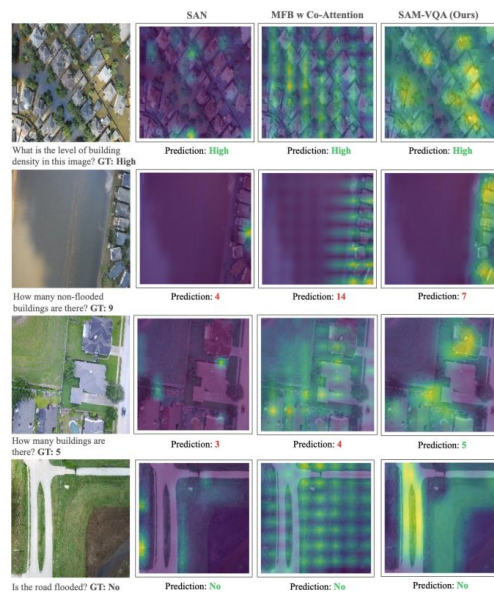 SAN MFB w Co-Attention SAM-VQA (Ours)
What is the level of building
density in this image? GT: High
Prediction: High Prediction: High Prediction: High
How many non-flooded
buildings are there? GT: 9
Prediction: 4 Prediction: 14 Prediction: 7
How many buildings are
there? GT: 5
Prediction: 3 Prediction: 4 Prediction: 5
Is the road flooded? GT: No
Prediction: No Prediction: No Prediction: No